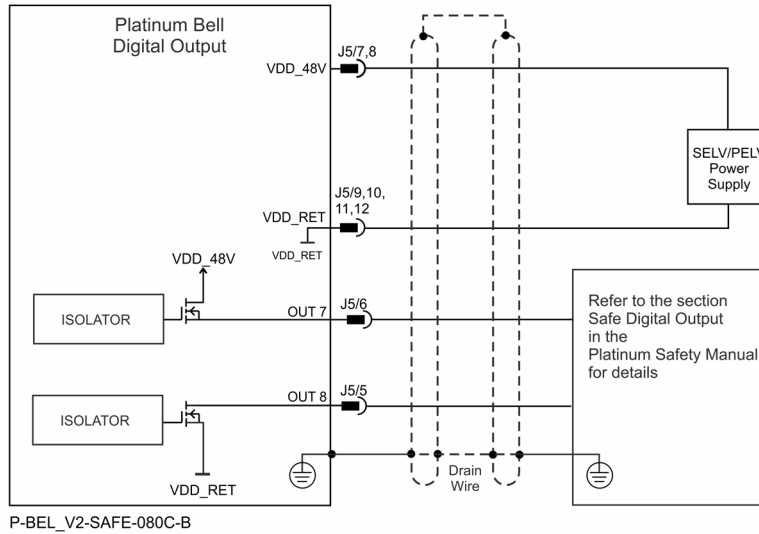 Platinum Bell
Digital Output
VDD_48V
J5/7,8
SELV/PELV
Power
Supply
J5/9,10,
11,12
VDD_RET
VDD_RET
VDD_48V
ISOLATOR
OUT 7
J5/6
Refer to the section
Safe Digital Output
in the
Platinum Safety Manual
for details
ISOLATOR
OUT 8
J5/5
VDD_RET
Drain
Wire
P-BEL_V2-SAFE-080C-B